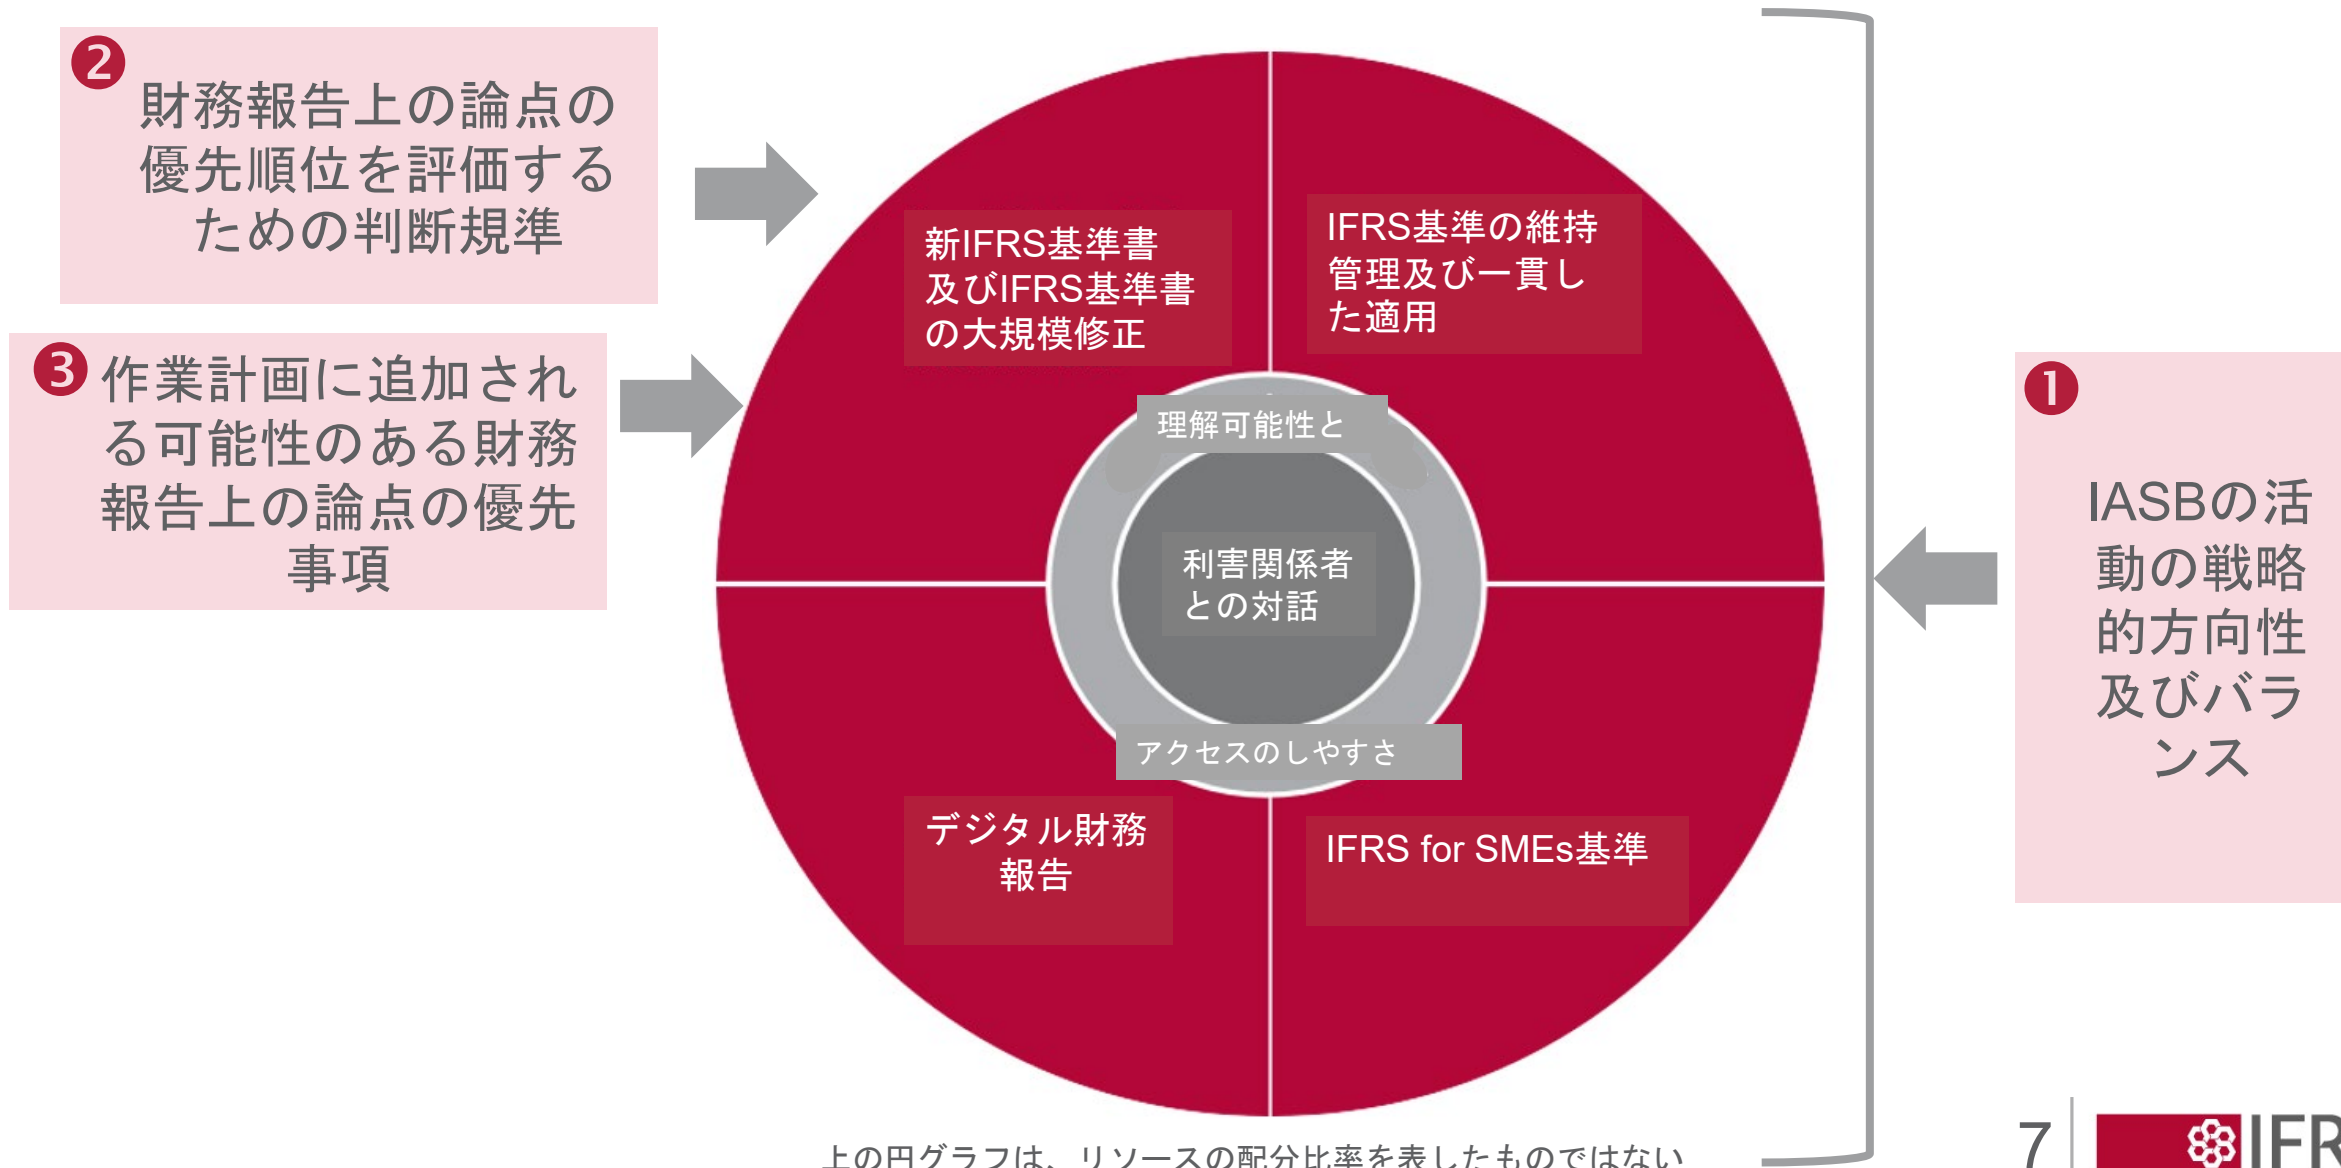 ❷
財務報告上の論点の
優先順位を評価する
ための判断規準
❸
作業計画に追加され
る可能性のある財務
報告上の論点の優先
事項
新IFRS基準書
及びIFRS基準書
の大規模修正
IFRS基準の維持
管理及び一貫し
た適用
理解可能性と
利害関係者
との対話
アクセスのしやすさ
デジタル財務
報告
IFRS for SMEs基準
❶
IASBの活
動の戦略
的方向性
及びバラ
ンス
上の円グラフは、リソースの配分比率を表したものではない
7
IFR